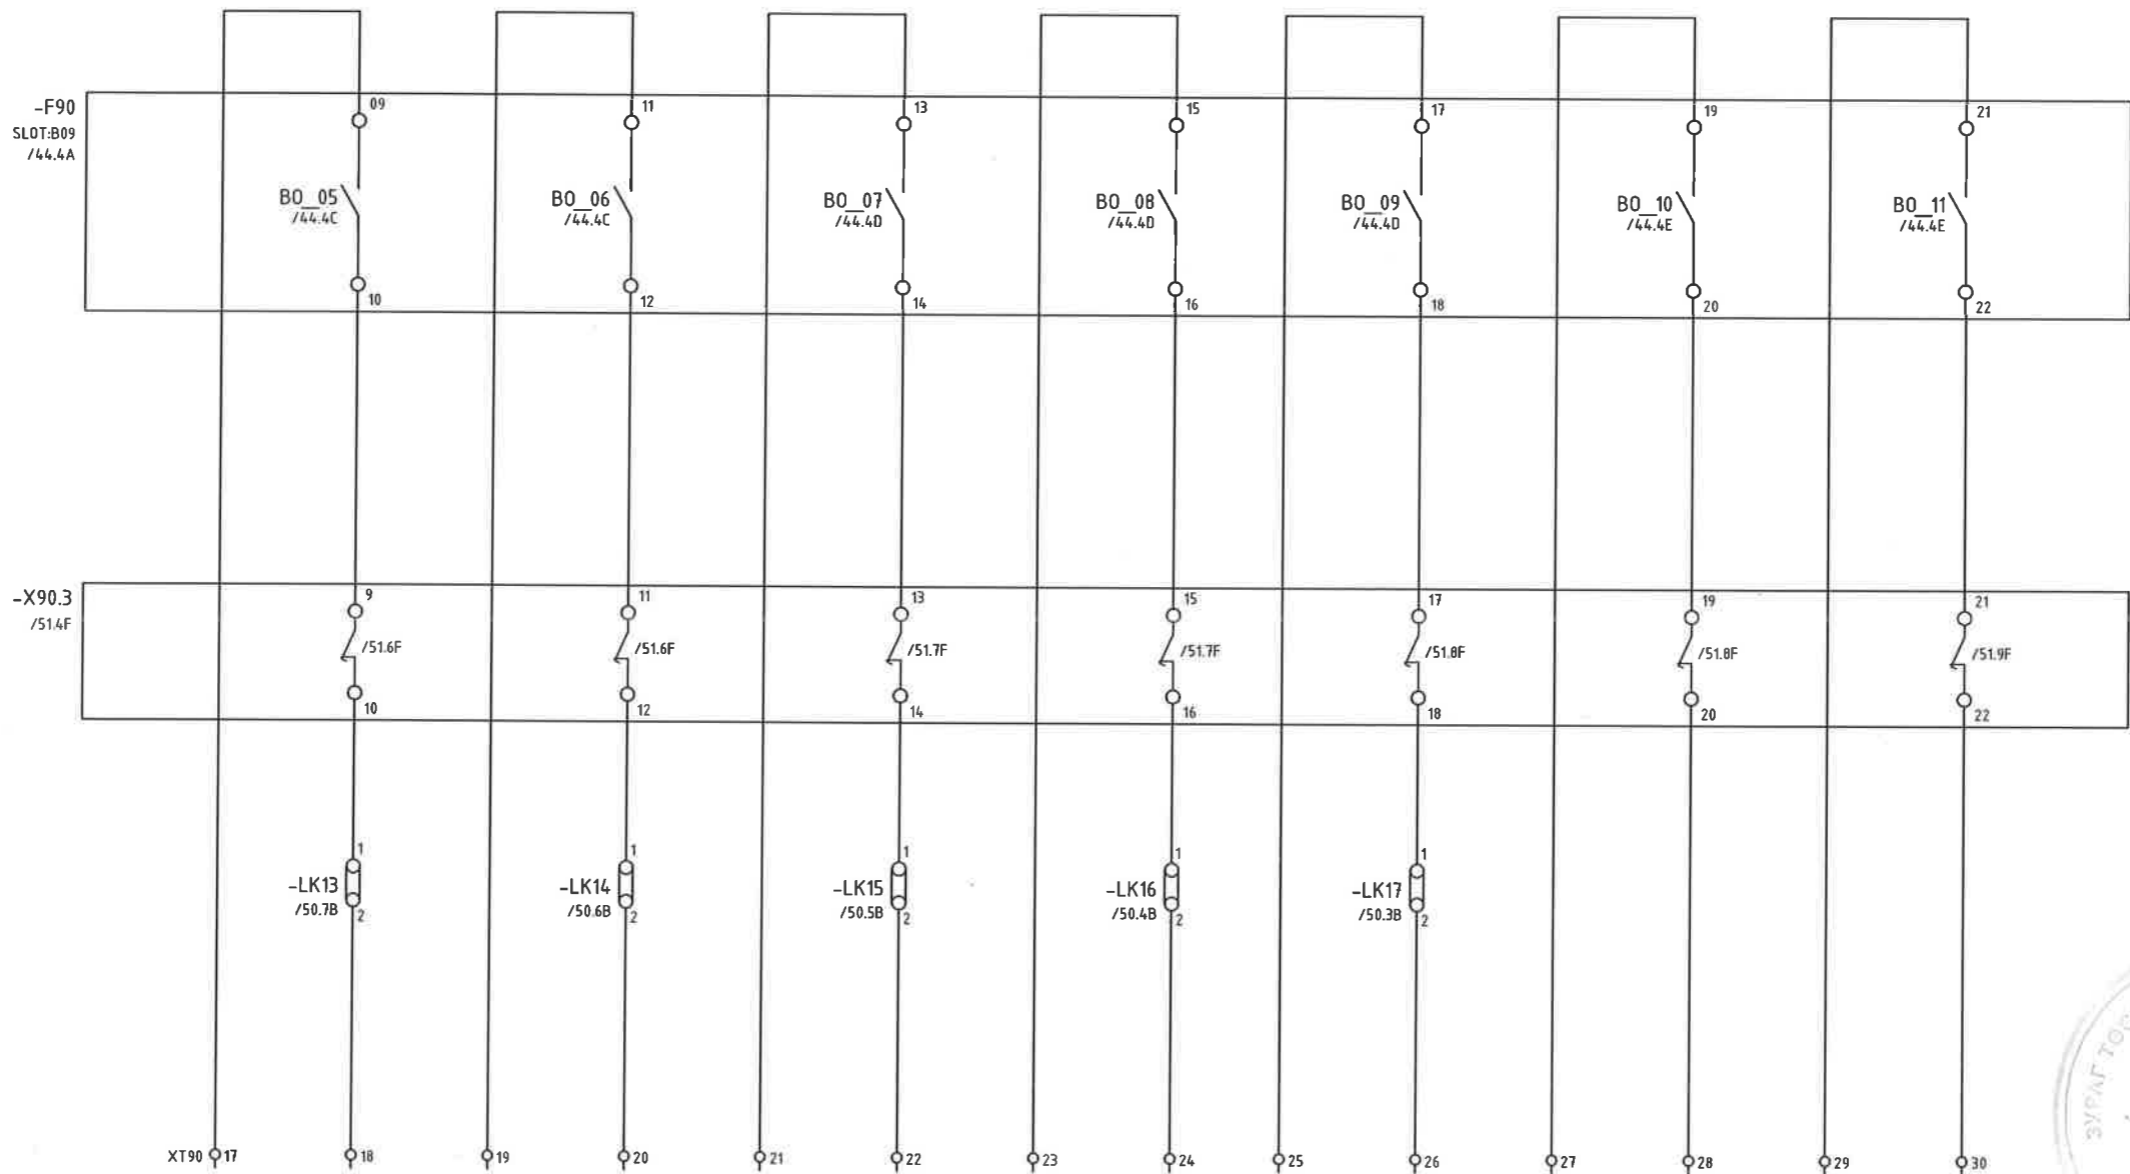 -F90
SLOT:B09
/44.4A
09 11 13 15 17 19 21
BO_05 BO_06 BO_07 BO_08 BO_09 BO_10 BO_11
/44.4C /44.4C /44.4D /44.4D /44.4D /44.4E /44.4E
10 12 14 16 18 20 22
-X90.3
/51.4F
9 11 13 15 17 19 21
/51.6F /51.6F /51.7F /51.7F /51.8F /51.8F /51.9F
10 12 14 16 18 20 22
1 1 1 1 1
-LK13 -LK14 -LK15 -LK16 -LK17
/50.7B /50.6B /50.5B /50.4B /50.3B
2 2 2 2 2
XT90 17 18 19 20 21 22 23 24 25 26 27 28 29 30
ЗУРАГ